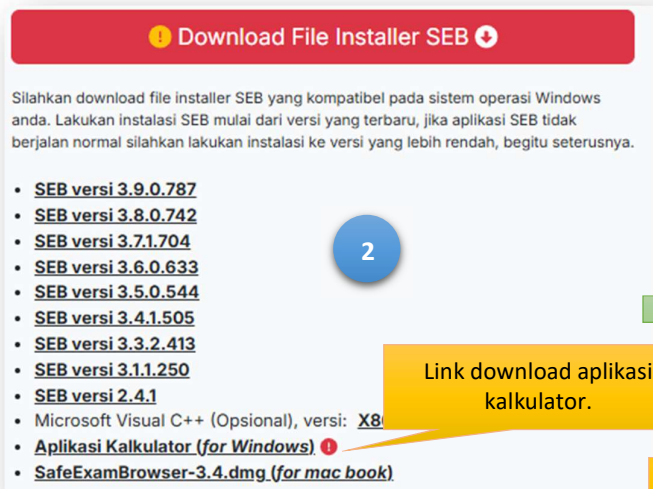 Download File Installer SEB
Silahkan download file installer SEB yang kompatibel pada sistem operasi Windows
anda. Lakukan instalasi SEB mulai dari versi yang terbaru, jika aplikasi SEB tidak
berjalan normal silahkan lakukan instalasi ke versi yang lebih rendah, begitu seterusnya.
• SEB versi 3.9.0.787
• SEB versi 3.8.0.742
• SEB versi 3.7.1.704
• SEB versi 3.6.0.633
• SEB versi 3.5.0.544
• SEB versi 3.4.1.505
• SEB versi 3.3.2.413
• SEB versi 3.1.1.250
• SEB versi 2.4.1
• Microsoft Visual C++ (Opsional), versi:
• Aplikasi Kalkulator (for Windows)
• SafeExamBrowser-3.4.dmg (for mac book)
2
Link download aplikasi
kalkulator.